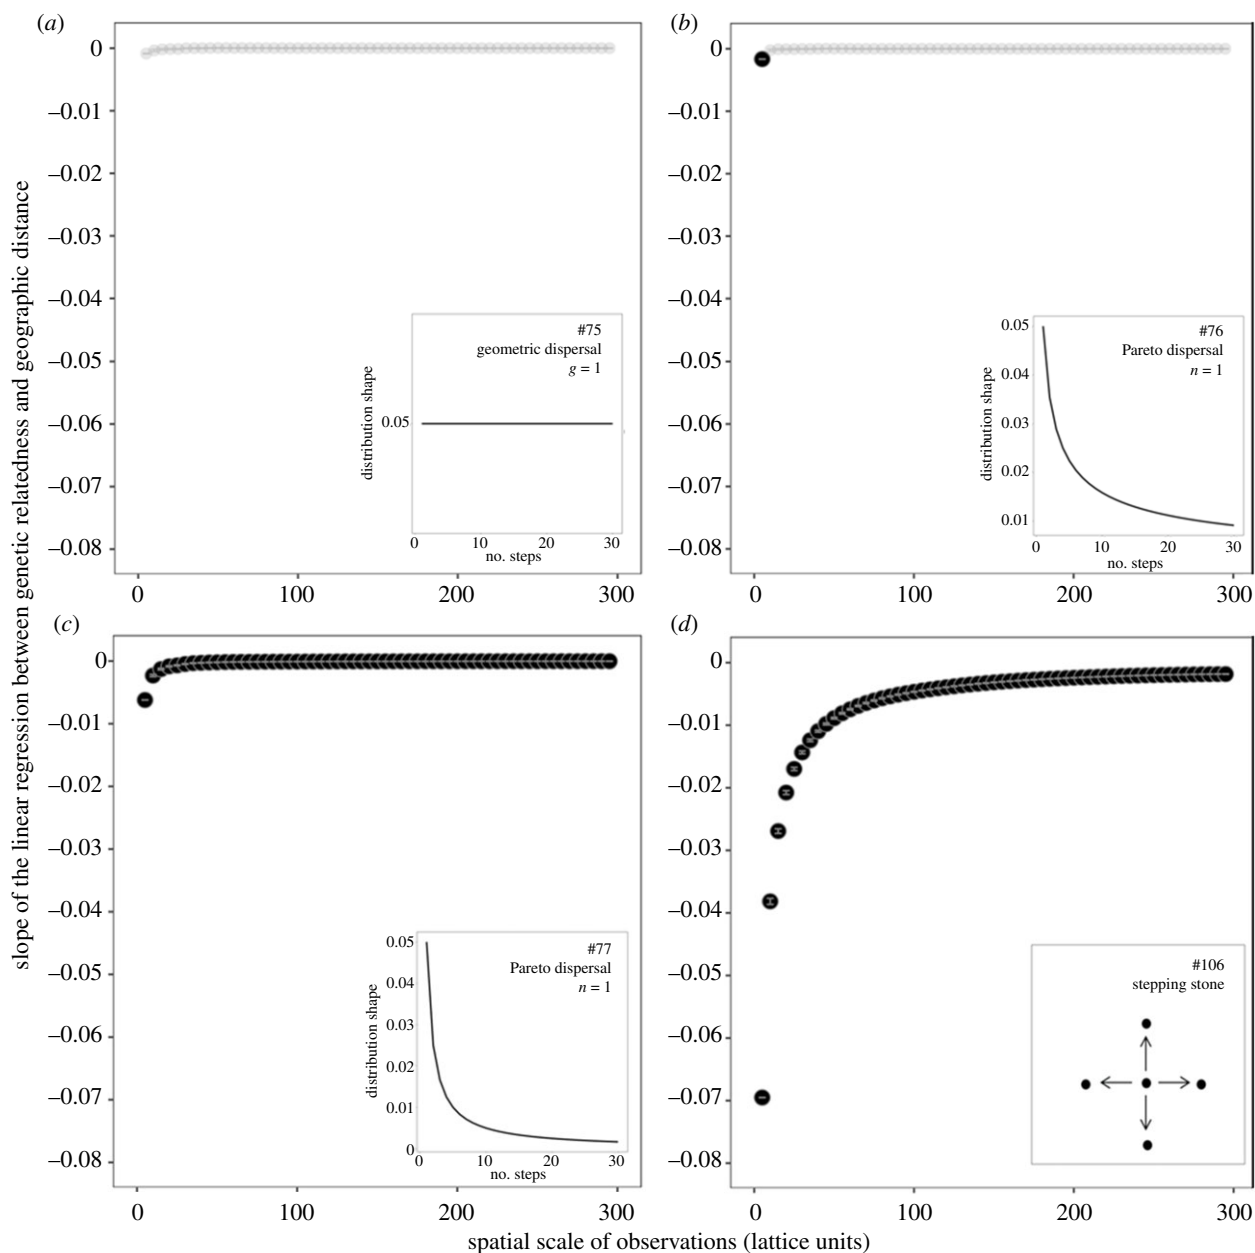 slope of the linear regression between genetic relatedness and geographic distance
(a)
0
–0.01
–0.02
–0.03
–0.04
–0.05
–0.06
–0.07
–0.08
0 100 200 300
#75
geometric dispersal
g = 1
distribution shape
0.05
0 10 20 30
no. steps
(b)
0
–0.01
–0.02
–0.03
–0.04
–0.05
–0.06
–0.07
–0.08
0 100 200 300
#76
Pareto dispersal
n = 1
distribution shape
0.05
0.04
0.03
0.02
0.01
0 10 20 30
no. steps
(c)
0
–0.01
–0.02
–0.03
–0.04
–0.05
–0.06
–0.07
–0.08
0 100 200 300
#77
Pareto dispersal
n = 1
distribution shape
0.05
0.04
0.03
0.02
0.01
0
0 10 20 30
no. steps
(d)
0
–0.01
–0.02
–0.03
–0.04
–0.05
–0.06
–0.07
–0.08
0 100 200 300
#106
stepping stone
spatial scale of observations (lattice units)